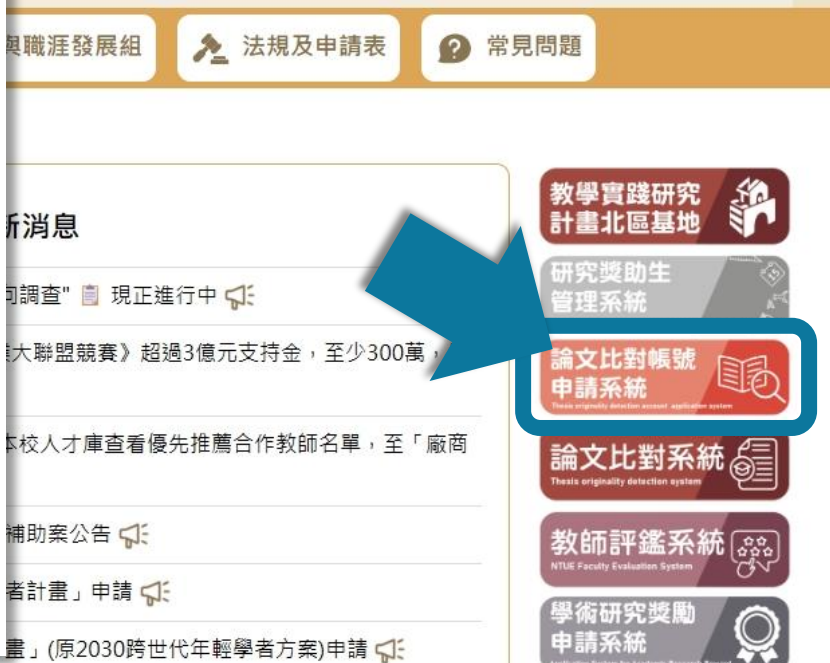 與職涯發展組
法規及申請表
常見問題
新消息
向調查" 現正進行中
業大聯盟競賽》超過3億元支持金，至少300萬，
本校人才庫查看優先推薦合作教師名單，至「廠商
補助案公告
者計畫」申請
畫」(原2030跨世代年輕學者方案)申請
教學實踐研究
計畫北區基地
研究獎助生
管理系統
15
論文比對帳號
申請系統
Thesis originality detection account application system
論文比對系統
Thesis originality detection system
教師評鑑系統
NTUE Faculty Evaluation System
學術研究獎勵
申請系統